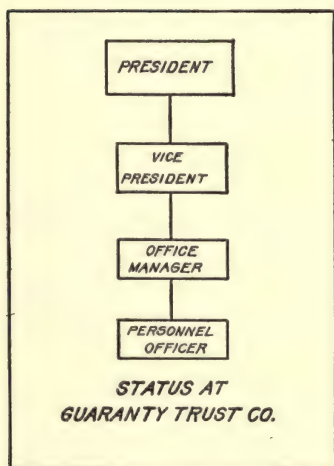 PRESIDENT
VICE
PRESIDENT
OFFICE
MANAGER
PERSONNEL
OFFICER
STATUS AT
GUARANTY TRUST CO.